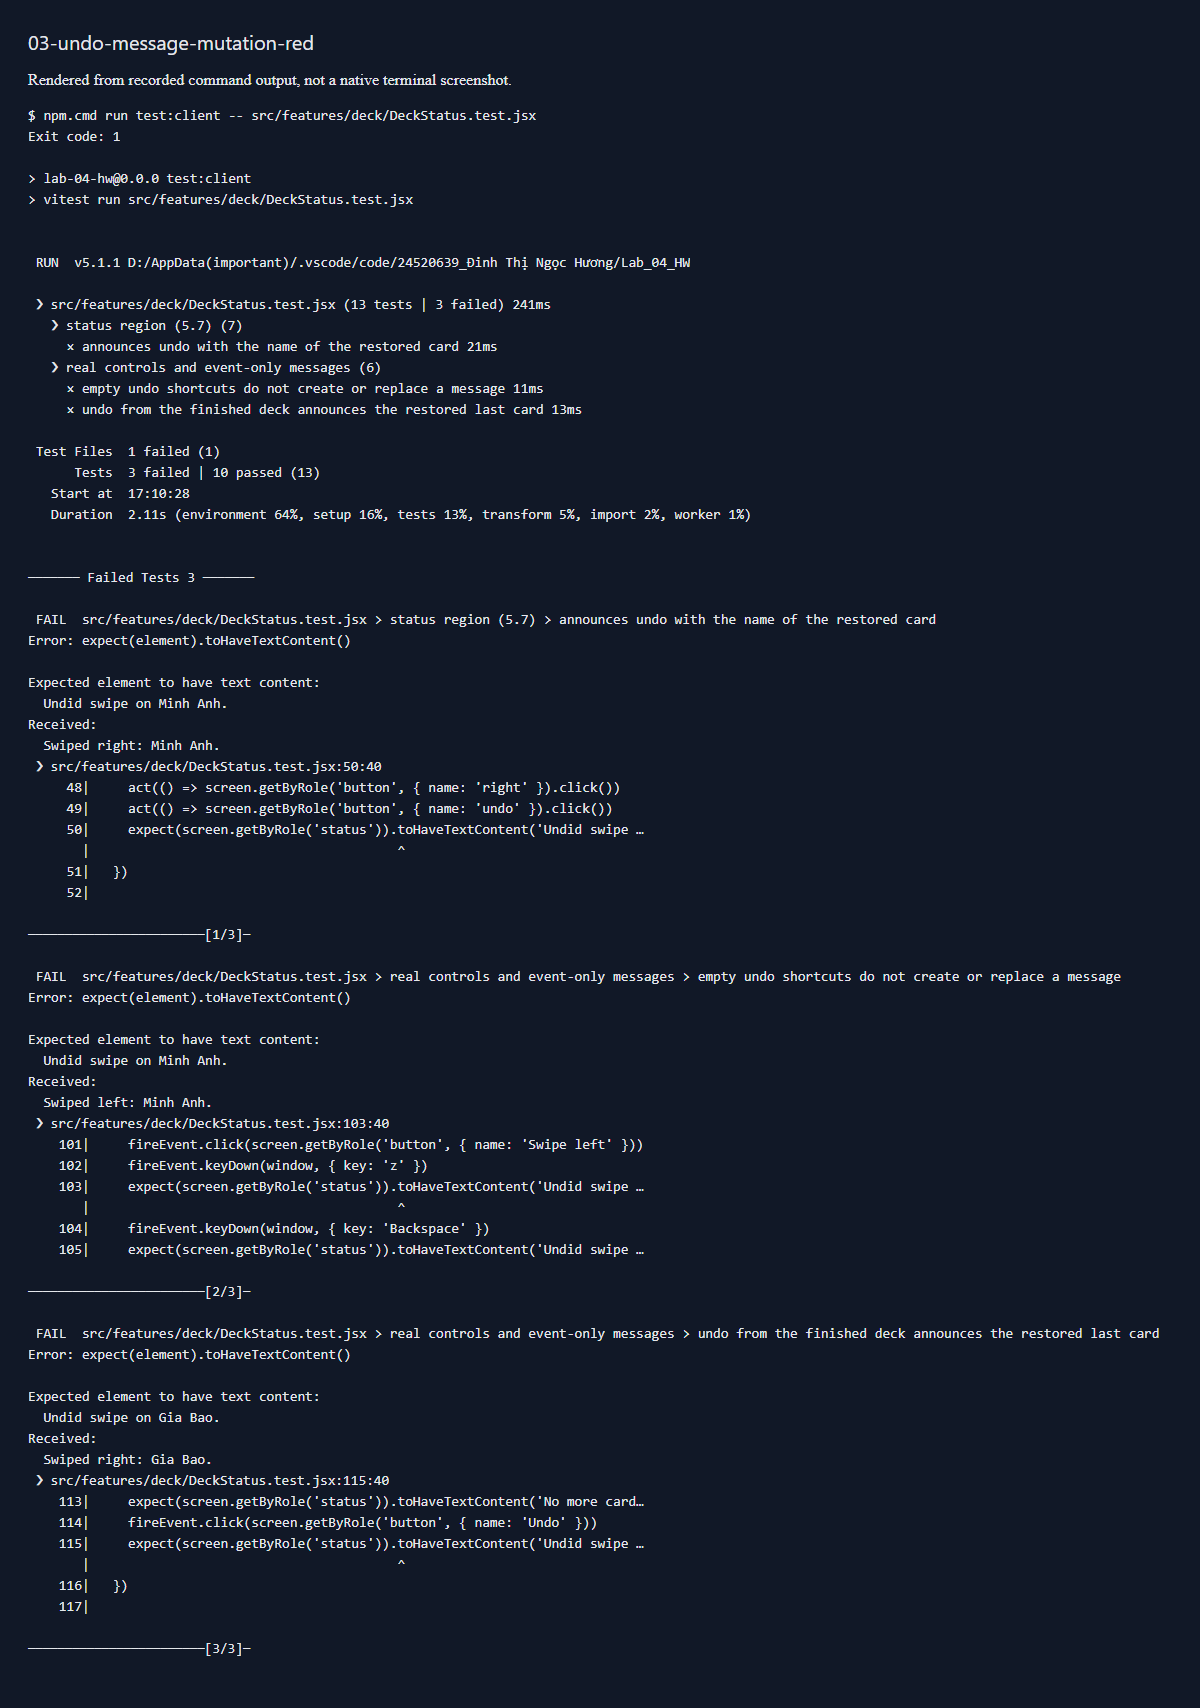 03-undo-message-mutation-red
Rendered from recorded command output, not a native terminal screenshot.
$ npm.cmd run test:client -- src/features/deck/DeckStatus.test.jsx
Exit code: 1
> lab-04-hw@0.0.0 test:client
> vitest run src/features/deck/DeckStatus.test.jsx
RUN  v5.1.1 D:/AppData(important)/.vscode/code/24520639_Đinh Thị Ngọc Hương/Lab_04_HW
❯ src/features/deck/DeckStatus.test.jsx (13 tests | 3 failed) 241ms
❯ status region (5.7) (7)
× announces undo with the name of the restored card 21ms
❯ real controls and event-only messages (6)
× empty undo shortcuts do not create or replace a message 11ms
× undo from the finished deck announces the restored last card 13ms
Test Files  1 failed (1)
Tests  3 failed | 10 passed (13)
Start at  17:10:28
Duration  2.11s (environment 64%, setup 16%, tests 13%, transform 5%, import 2%, worker 1%)
─────── Failed Tests 3 ───────
FAIL  src/features/deck/DeckStatus.test.jsx > status region (5.7) > announces undo with the name of the restored card
Error: expect(element).toHaveTextContent()
Expected element to have text content:
Undid swipe on Minh Anh.
Received:
Swiped right: Minh Anh.
❯ src/features/deck/DeckStatus.test.jsx:50:40
48|     act(() => screen.getByRole('button', { name: 'right' }).click())
49|     act(() => screen.getByRole('button', { name: 'undo' }).click())
50|     expect(screen.getByRole('status')).toHaveTextContent('Undid swipe …
|                                         ^
51|   })
52|
───────────────────────[1/3]─
FAIL  src/features/deck/DeckStatus.test.jsx > real controls and event-only messages > empty undo shortcuts do not create or replace a message
Error: expect(element).toHaveTextContent()
Expected element to have text content:
Undid swipe on Minh Anh.
Received:
Swiped left: Minh Anh.
❯ src/features/deck/DeckStatus.test.jsx:103:40
101|     fireEvent.click(screen.getByRole('button', { name: 'Swipe left' }))
102|     fireEvent.keyDown(window, { key: 'z' })
103|     expect(screen.getByRole('status')).toHaveTextContent('Undid swipe …
|                                         ^
104|     fireEvent.keyDown(window, { key: 'Backspace' })
105|     expect(screen.getByRole('status')).toHaveTextContent('Undid swipe …
───────────────────────[2/3]─
FAIL  src/features/deck/DeckStatus.test.jsx > real controls and event-only messages > undo from the finished deck announces the restored last card
Error: expect(element).toHaveTextContent()
Expected element to have text content:
Undid swipe on Gia Bao.
Received:
Swiped right: Gia Bao.
❯ src/features/deck/DeckStatus.test.jsx:115:40
113|     expect(screen.getByRole('status')).toHaveTextContent('No more card…
114|     fireEvent.click(screen.getByRole('button', { name: 'Undo' }))
115|     expect(screen.getByRole('status')).toHaveTextContent('Undid swipe …
|                                         ^
116|   })
117|
───────────────────────[3/3]─